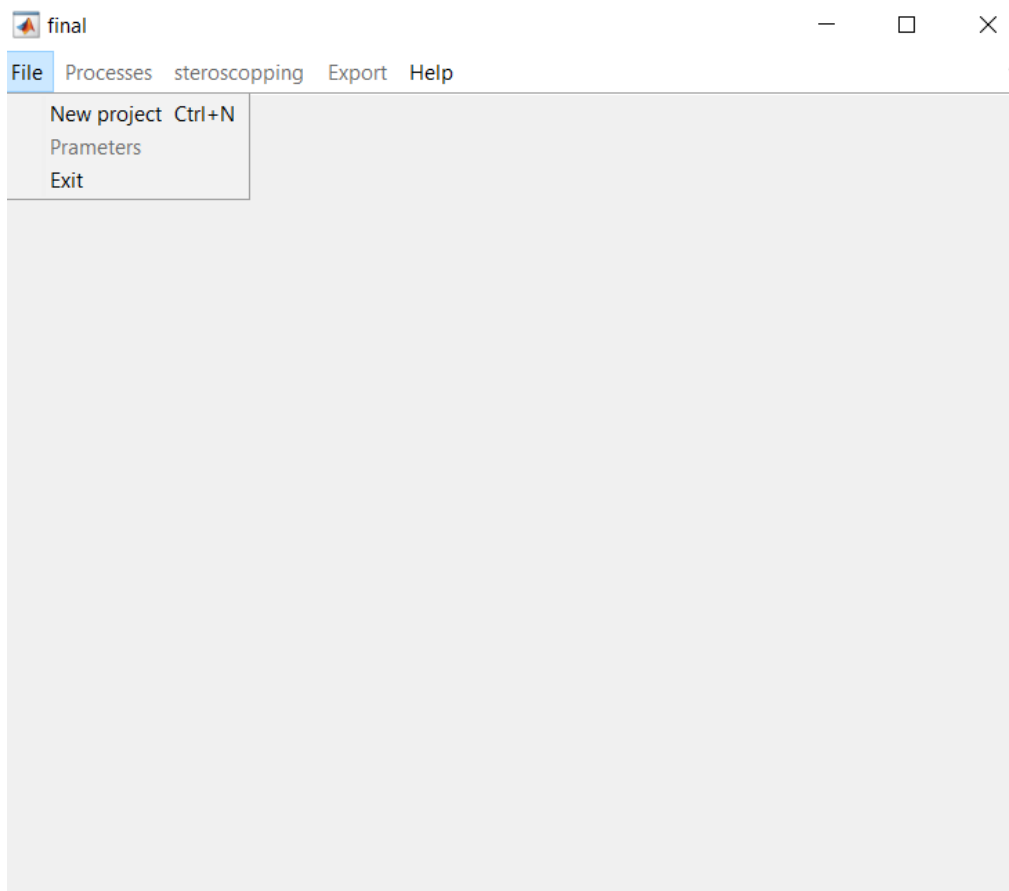 final
File Processes steroscopping Export Help
New project Ctrl+N
Prameters
Exit